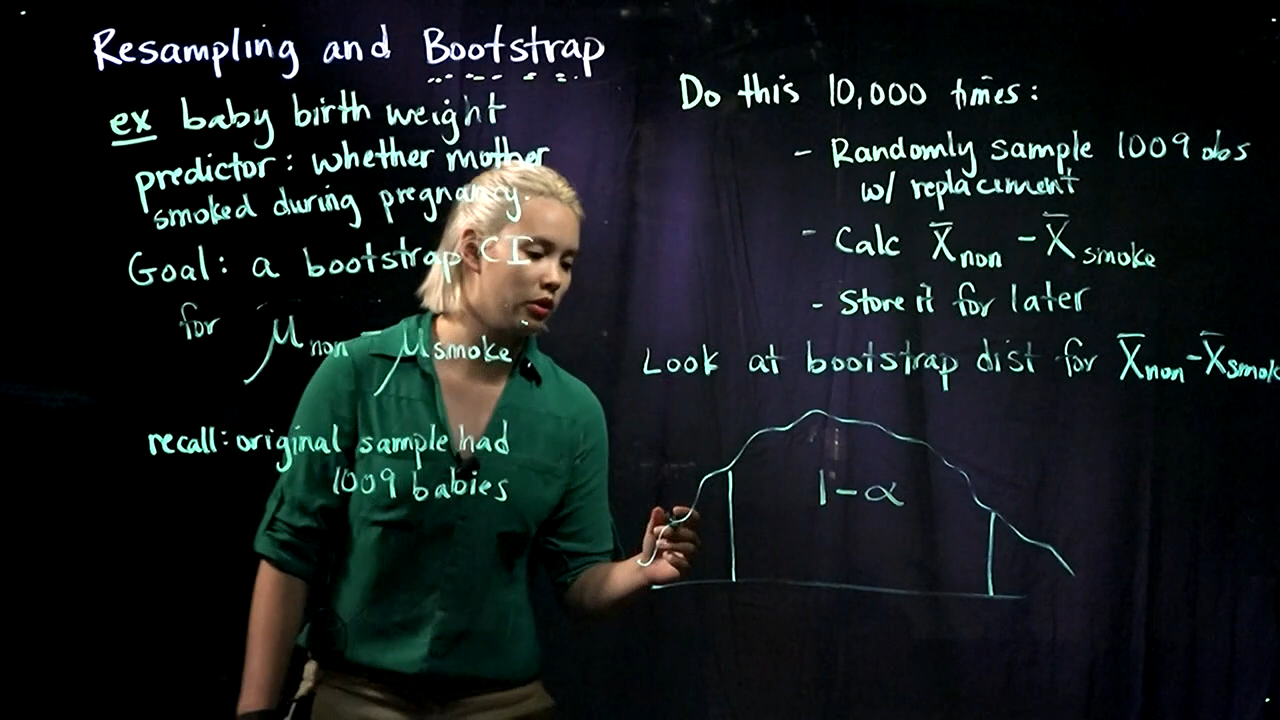 Resampling and Bootstrap
ex baby birth weight
predictor: whether mother
smoked during pregnancy.
Goal: a bootstrap CI
for μnon - μsmoke
recall: original sample had
1009 babies
Do this 10,000 times:
- Randomly sample 1009 obs
w/ replacement
- Calc X̄non - X̄smoke
- Store it for later
Look at bootstrap dist for X̄non - X̄smoke
1-α